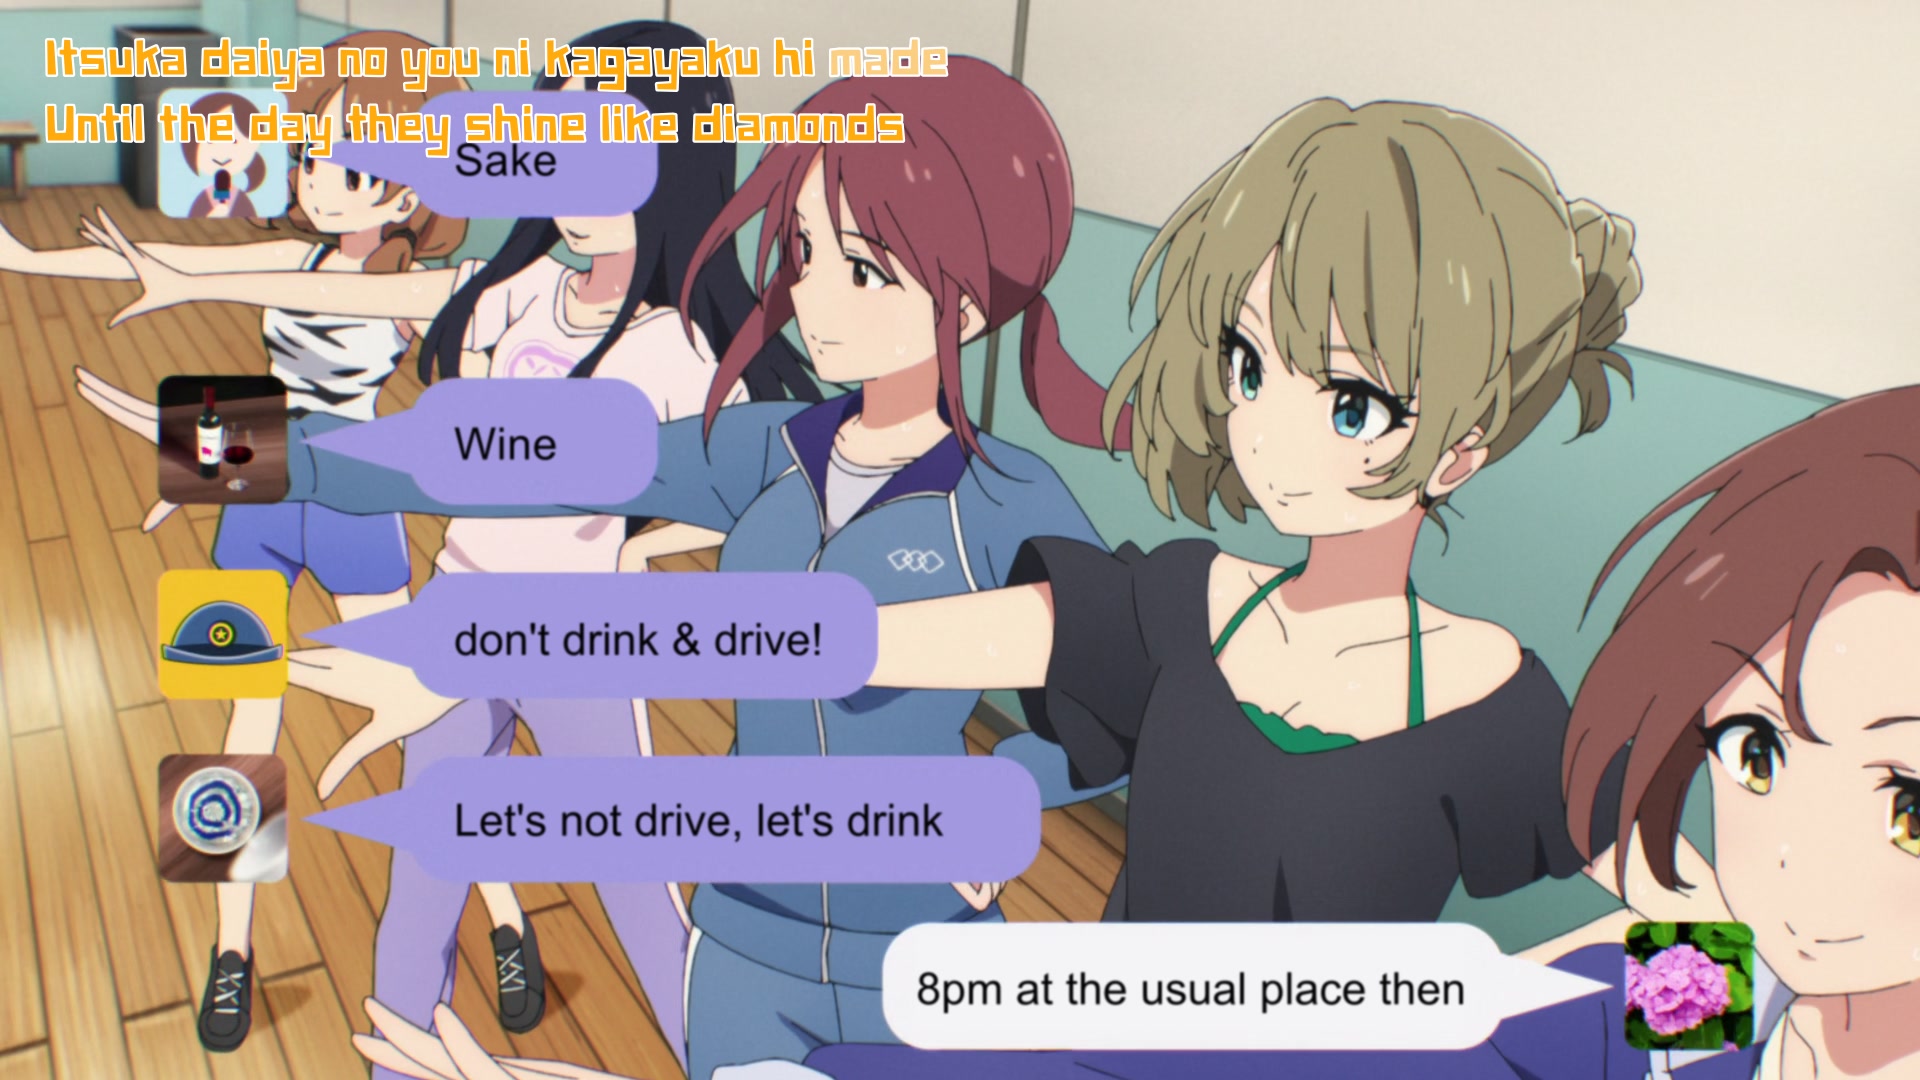 Itsuka daiya no you ni kagayaku hi made
Until the day they shine like diamonds
Sake
Wine
don't drink & drive!
Let's not drive, let's drink
8pm at the usual place then